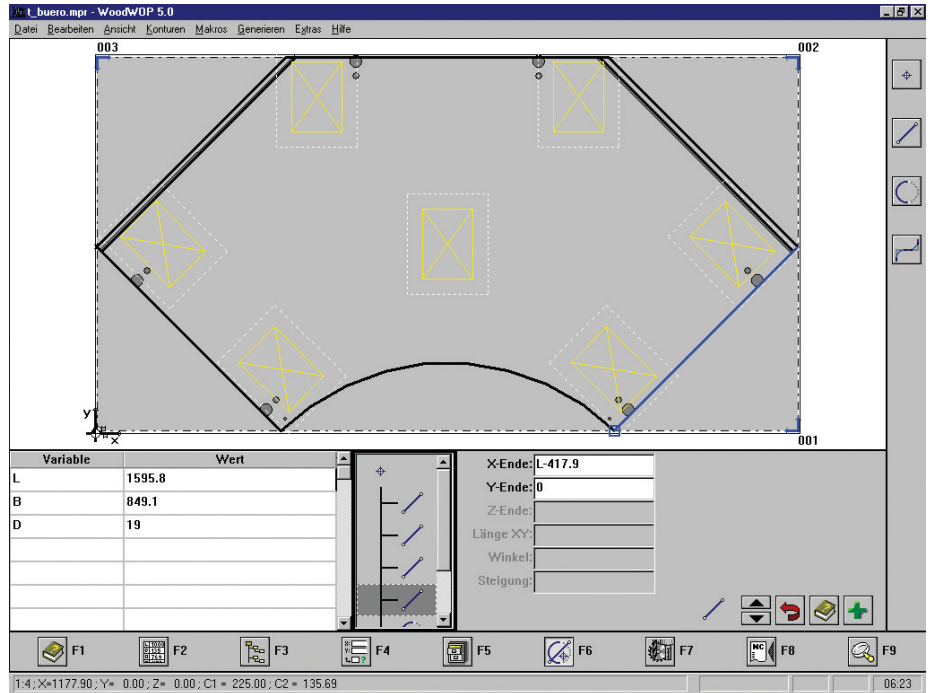 t_buero.mpr - WoodWOP 5.0
Datei Bearbeiten Ansicht Konturen Makros Generieren Extras Hilfe
003 002
y
x
001
Variable Wert
L 1595.8
B 849.1
D 19
X-Ende: L-417.9
Y-Ende: 0
Z-Ende:
Länge XY:
Winkel:
Steigung:
F1 F2 F3 F4 F5 F6 F7 NC F8 F9
1:4; X=1177.90; Y= 0.00; Z= 0.00; C1 = 225.00; C2 = 135.69 06:23